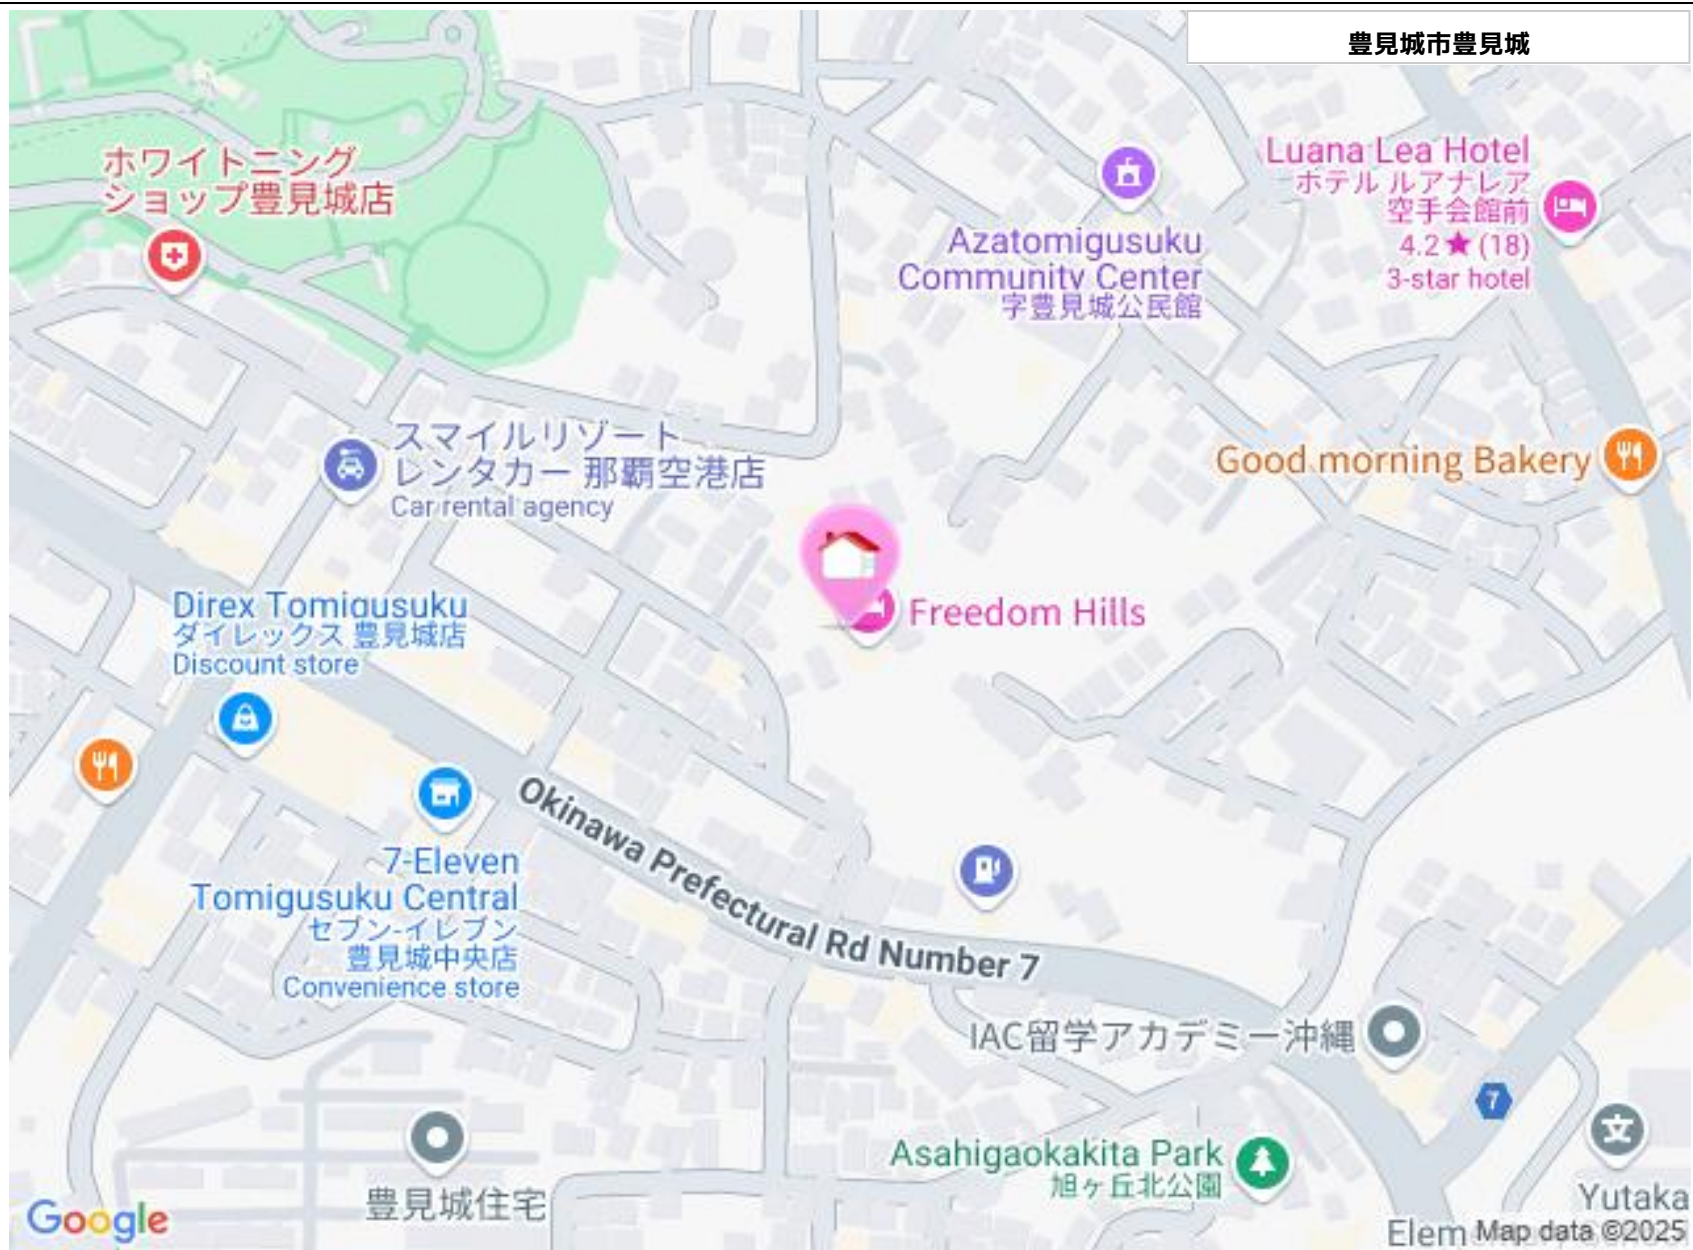 豊見城市豊見城
ホワイトニング
ショップ豊見城店
Luana Lea Hotel
ホテル ルアナレア
空手会館前
4.2★ (18)
3-star hotel
Azatomigusuku
Community Center
字豊見城公民館
スマイルリゾート
レンタカー 那覇空港店
Car rental agency
Good morning Bakery
Direx Tomigusuku
ダイレックス 豊見城店
Discount store
Freedom Hills
7-Eleven
Tomigusuku Central
セブン-イレブン
豊見城中央店
Convenience store
Okinawa Prefectural Rd Number 7
IAC留学アカデミー沖縄
7
文
Asahigaokakita Park
旭ヶ丘北公園
豊見城住宅
Yutaka
Elem
Google
Map data ©2025